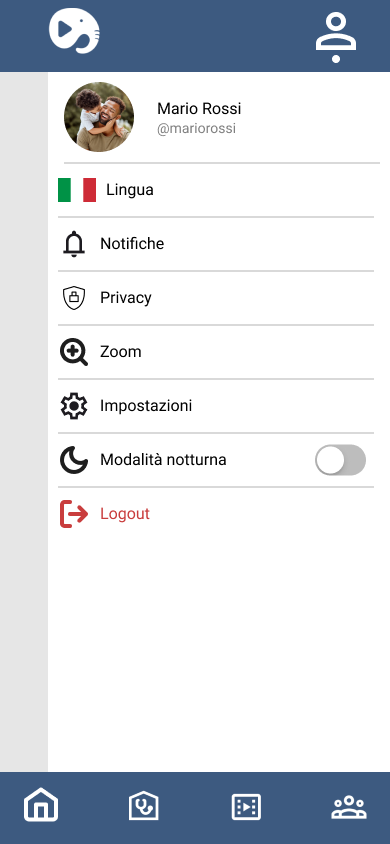 Mario Rossi
@mariorossi
Lingua
Notifiche
Privacy
Zoom
Impostazioni
Modalità notturna
Logout